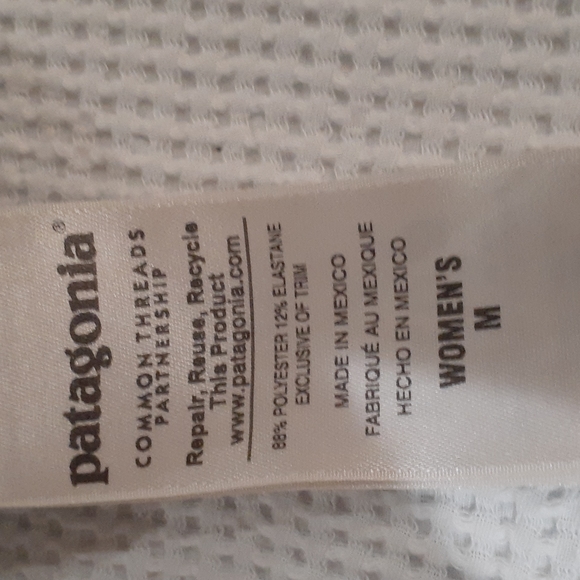 patagonia®
COMMON THREADS
PARTNERSHIP
Repair, Reuse, Recycle
This Product
www.patagonia.com
88% POLYESTER 12% ELASTANE
EXCLUSIVE OF TRIM
MADE IN MEXICO
FABRIQUÉ AU MEXIQUE
HECHO EN MEXICO
WOMEN'S
M